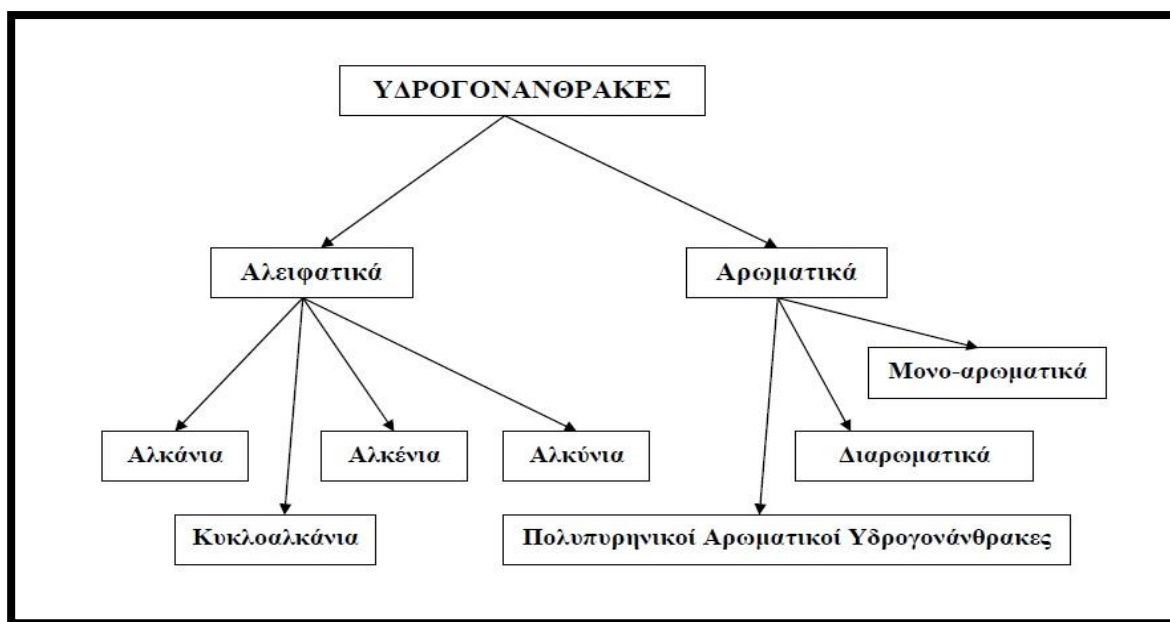 ΥΔΡΟΓΟΝΑΝΘΡΑΚΕΣ
Αλειφατικά
Αρωματικά
Μονο-αρωματικά
Αλκάνια
Αλκένια
Αλκύνια
Διαρωματικά
Κυκλοαλκάνια
Πολυπυρηνικοί Αρωματικοί Υδρογονάνθρακες